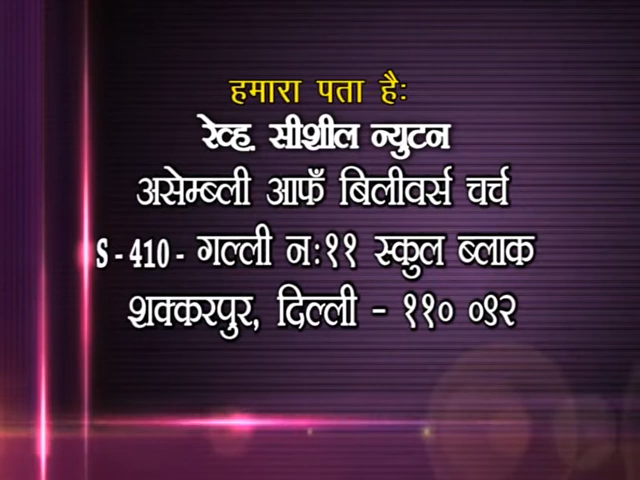 हमारा पता है:
रेव्ह. सीशील न्युटन
असेम्ब्ली आफँ बिलीवर्स चर्च
S - 410 - गल्ली न:११ स्कुल ब्लाक
शक्करपुर, दिल्ली - ११० ०९२